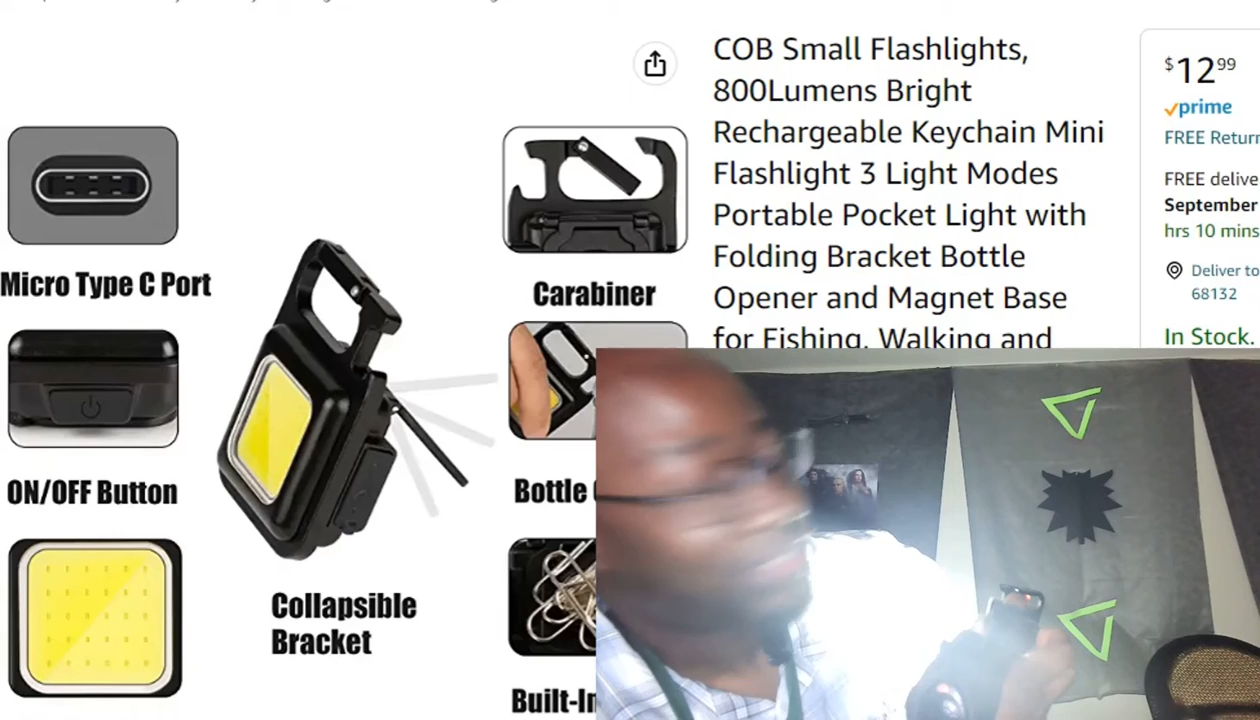 COB Small Flashlights,
800Lumens Bright
Rechargeable Keychain Mini
Flashlight 3 Light Modes
Portable Pocket Light with
Folding Bracket Bottle
Opener and Magnet Base
for Fishing, Walking and
$12.99
prime
FREE Return
FREE delive
September
hrs 10 mins
Deliver to
68132
In Stock.
Micro Type C Port
ON/OFF Button
Collapsible
Bracket
Carabiner
Bottle
Built-In